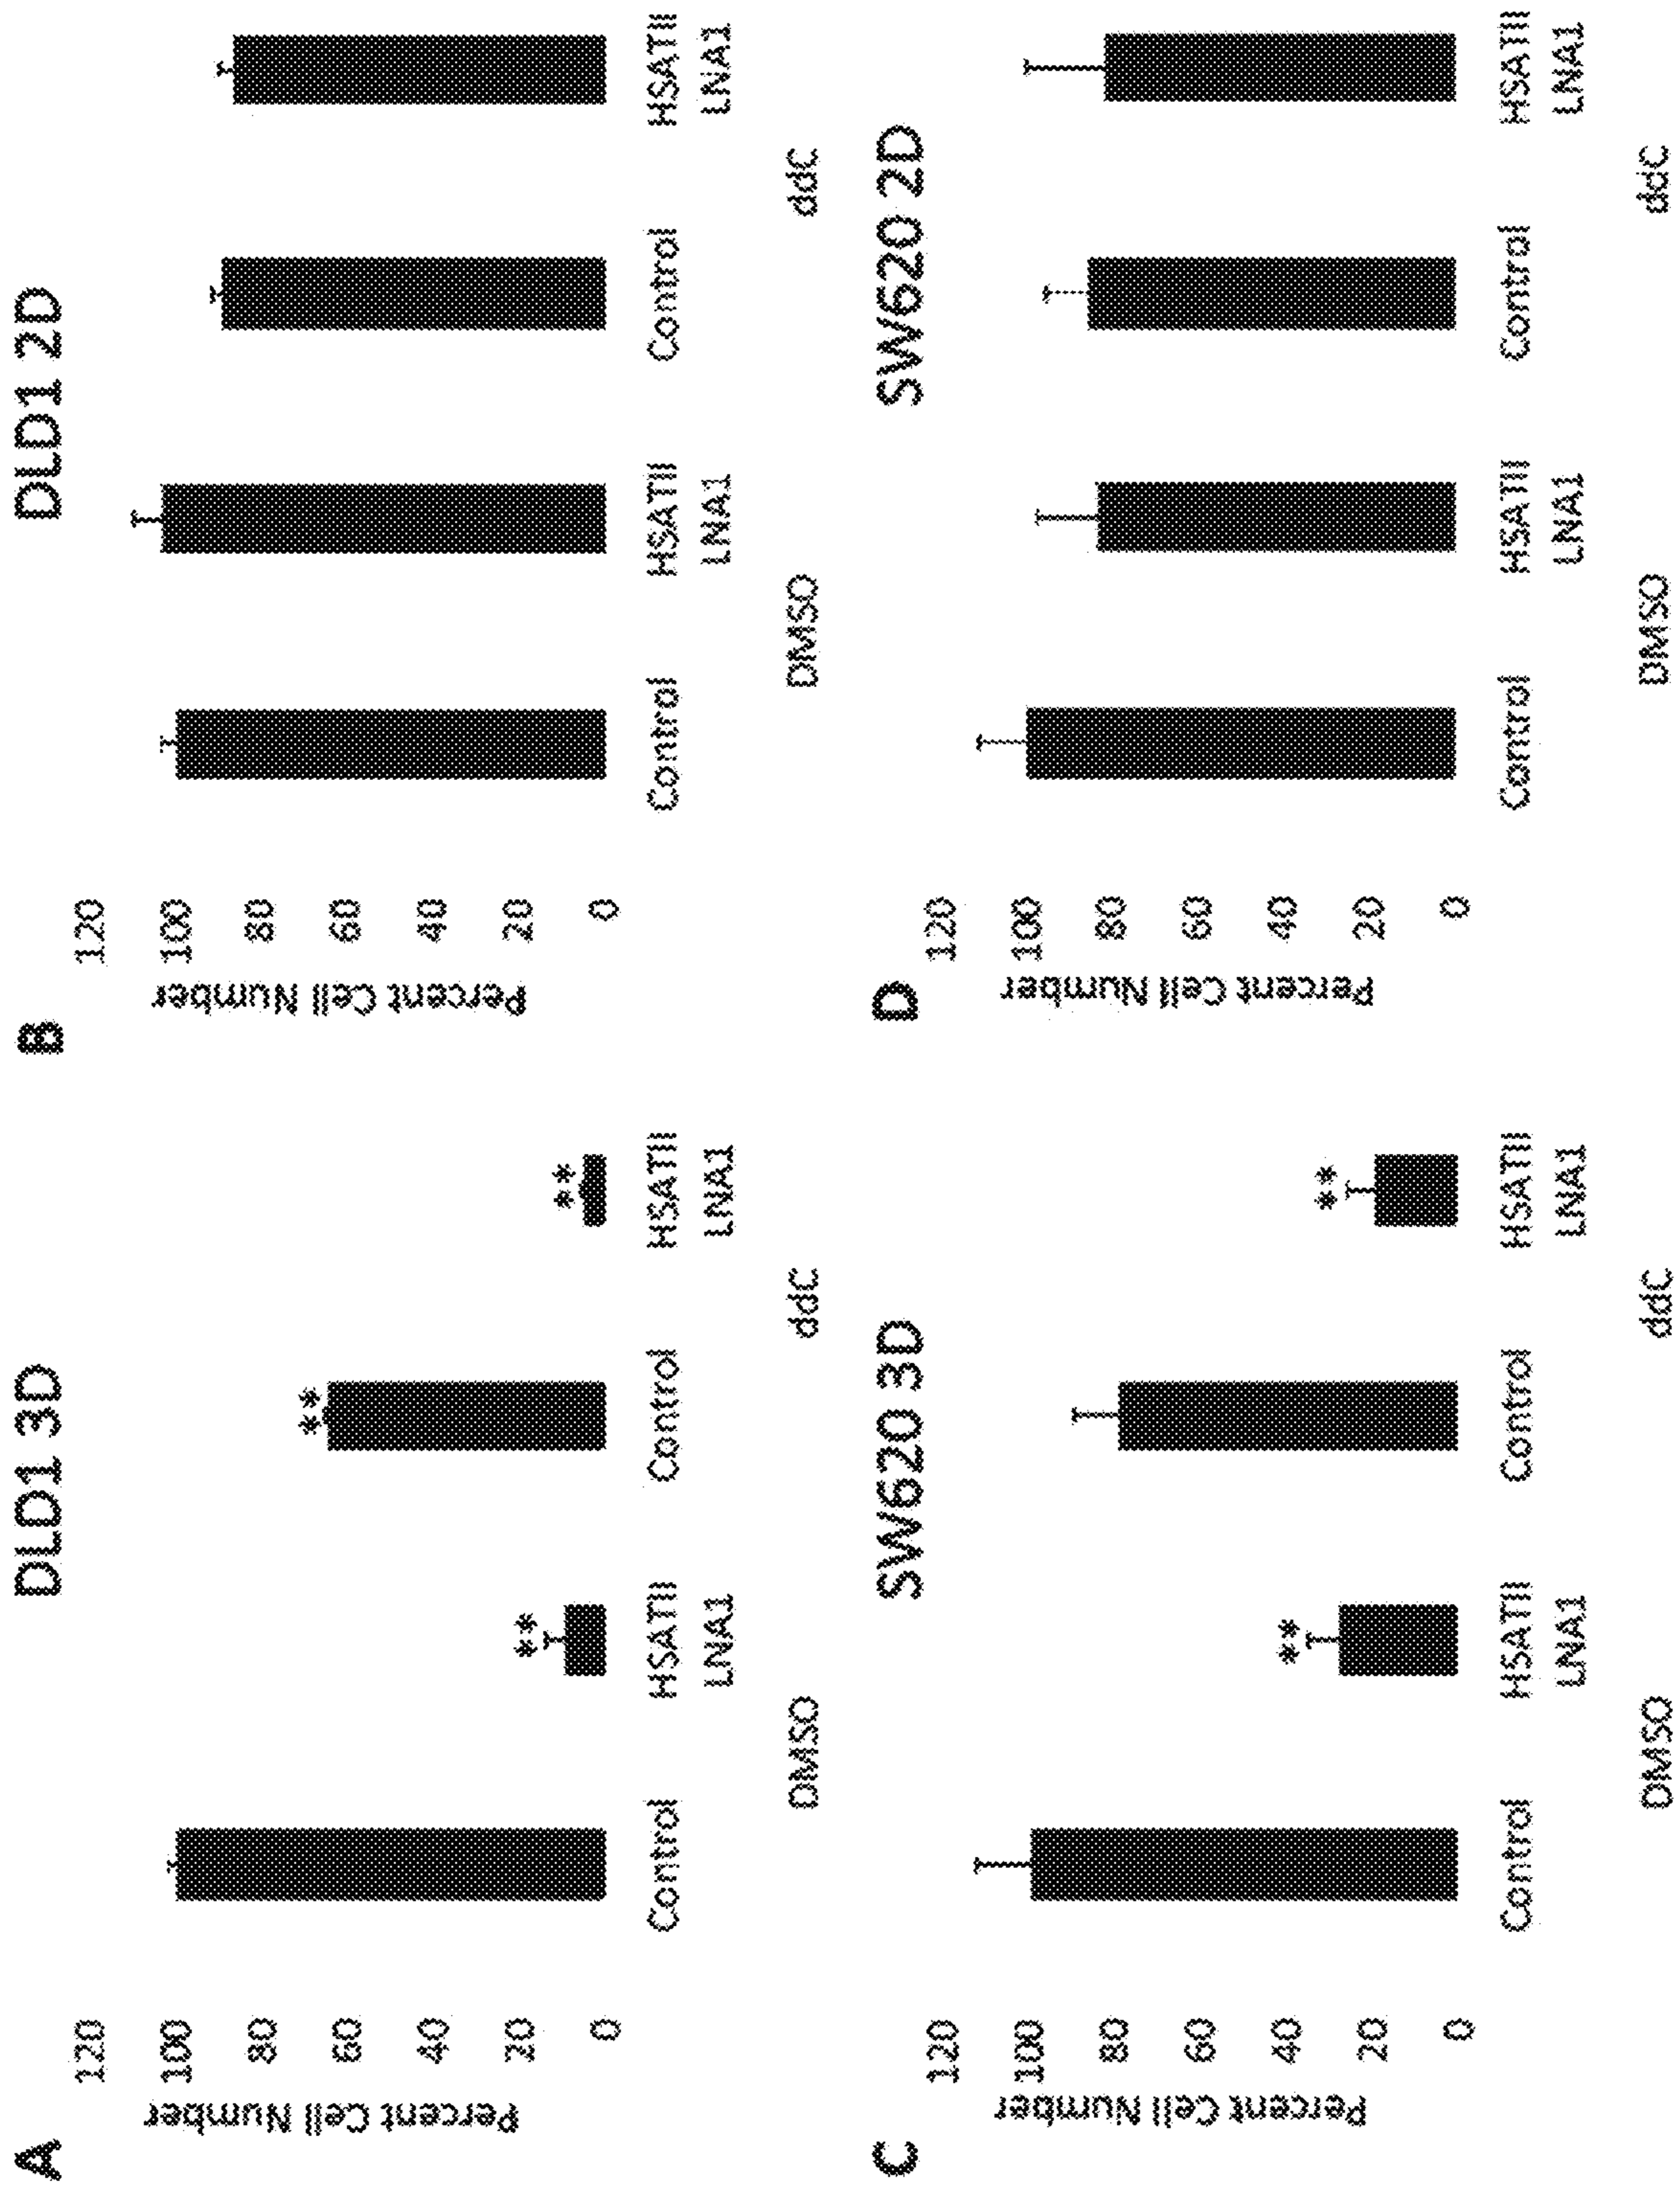 A
DLD1 3D
Percent Cell Number
120
100
80
60
40
20
0
**
**
**
Control
HSATII
LNA1
Control
HSATII
LNA1
DMSO
ddC
B
DLD1 2D
Percent Cell Number
120
100
80
60
40
20
0
Control
HSATII
LNA1
Control
HSATII
LNA1
DMSO
ddC
C
SW620 3D
Percent Cell Number
120
100
80
60
40
20
0
**
**
Control
HSATII
LNA1
Control
HSATII
LNA1
DMSO
ddC
D
SW620 2D
Percent Cell Number
120
100
80
60
40
20
0
Control
HSATII
LNA1
Control
HSATII
LNA1
DMSO
ddC